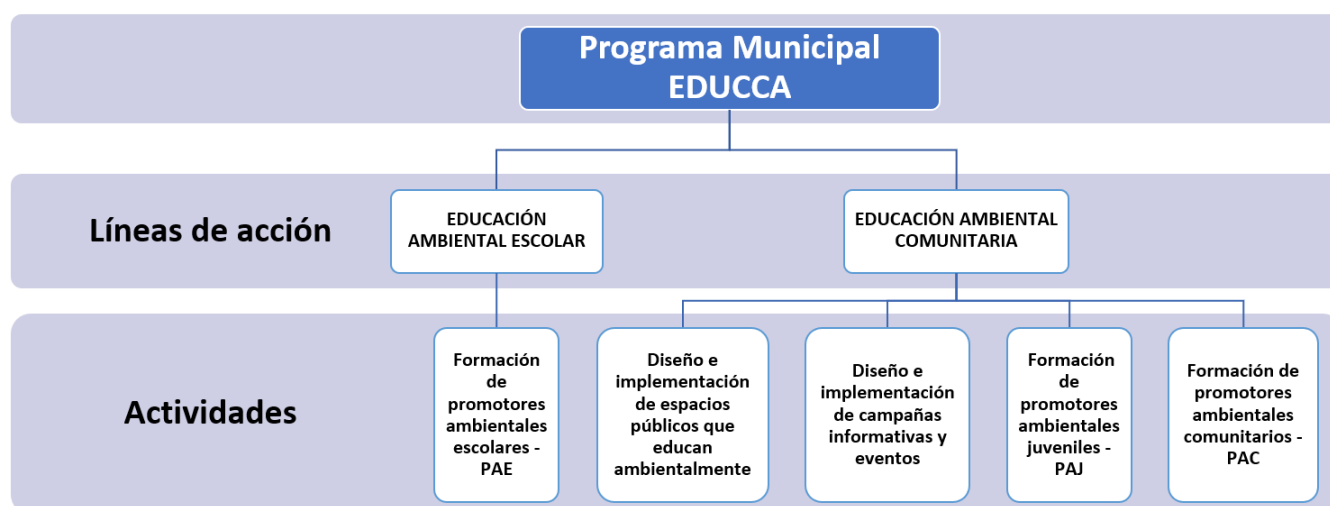 Programa Municipal
EDUCCA
Líneas de acción
EDUCACIÓN
AMBIENTAL ESCOLAR
EDUCACIÓN AMBIENTAL
COMUNITARIA
Actividades
Formación
de
promotores
ambientales
escolares -
PAE
Diseño e
implementación
de espacios
públicos que
educan
ambientalmente
Diseño e
implementación
de campañas
informativas y
eventos
Formación
de
promotores
ambientales
juveniles -
PAJ
Formación de
promotores
ambientales
comunitarios -
PAC